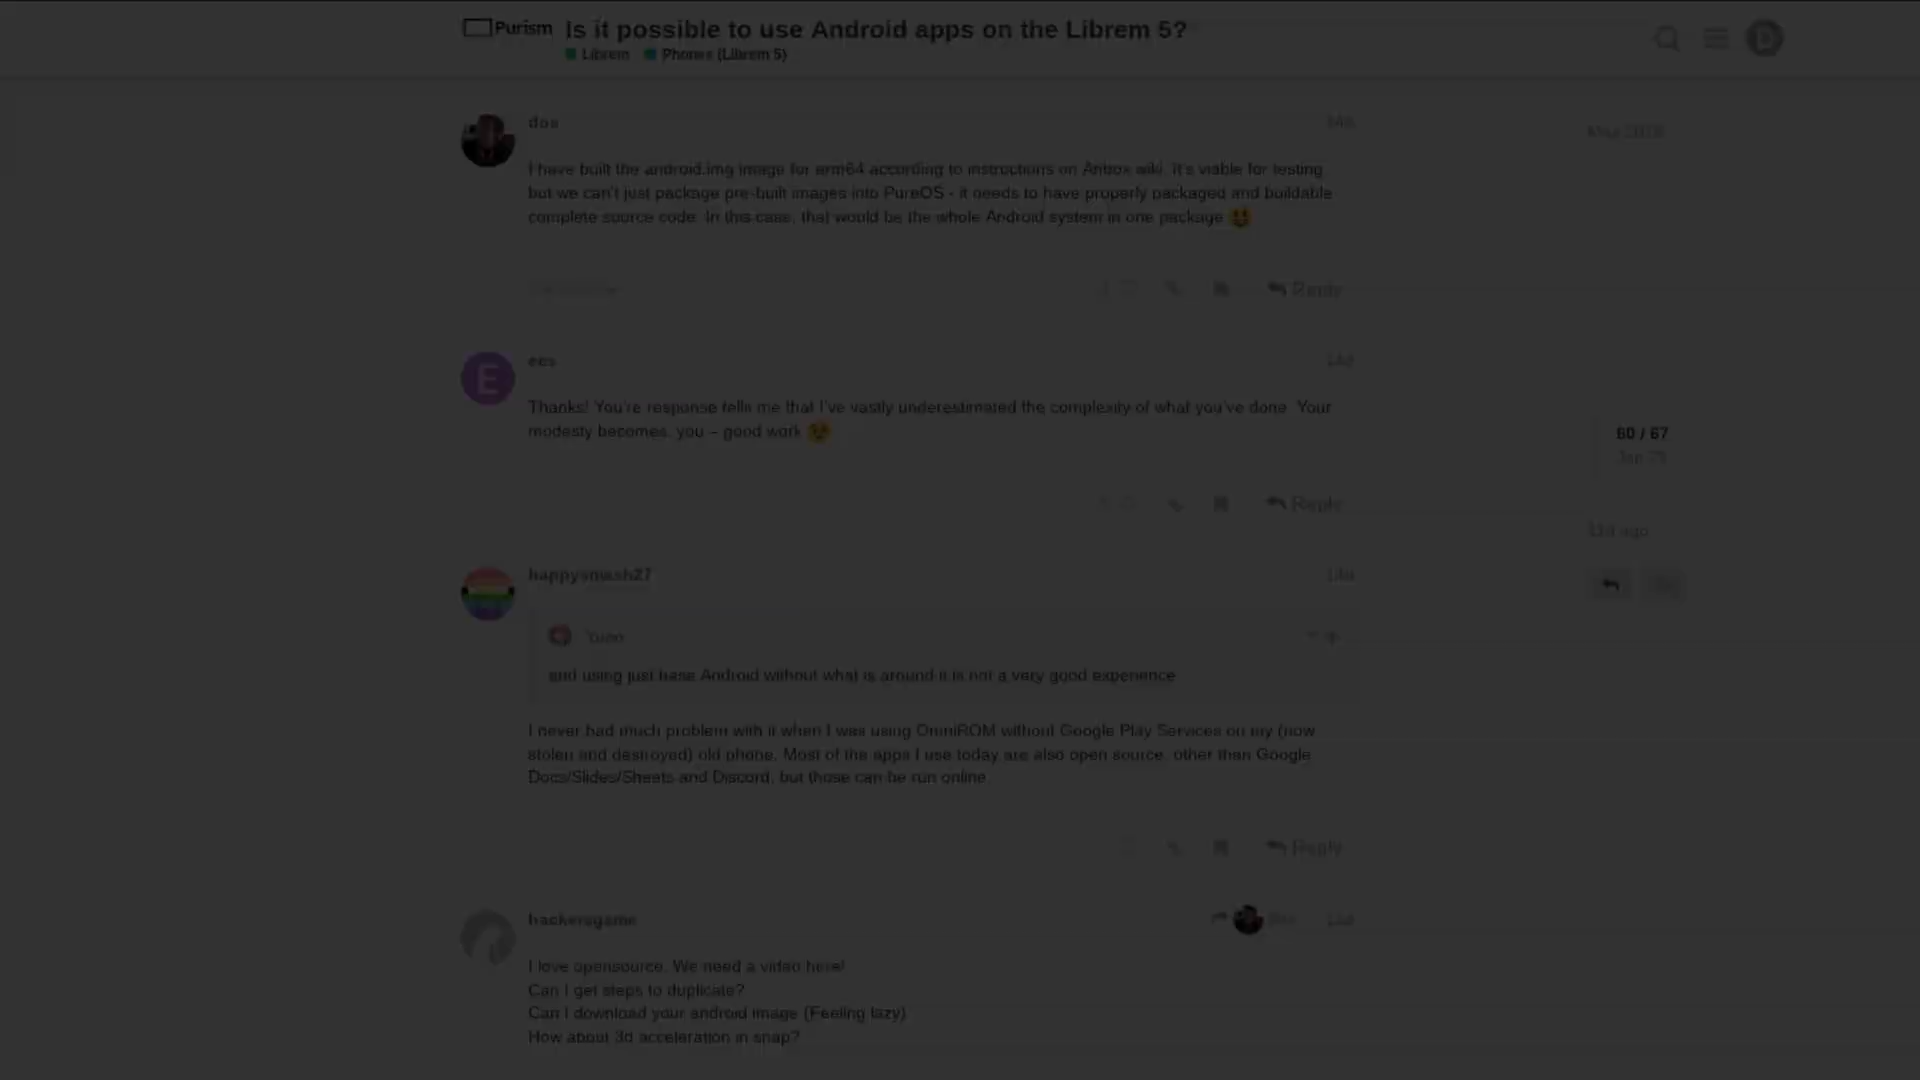 Purism
Is it possible to use Android apps on the Librem 5?
Librem Phones (Librem 5)
dos
14d
May 2019
I have built the android.img image for arm64 according to instructions on Anbox wiki. It's viable for testing
but we can't just package pre-built images into PureOS - it needs to have properly packaged and buildable
complete source code. In this case, that would be the whole Android system in one package
Reply
E
ees
14d
Thanks! You're response tells me that I've vastly underestimated the complexity of what you've done. Your
modesty becomes. you – good work
60 / 67
Reply
11d ago
happysmash27
14d
and using just base Android without what is around it is not a very good experience
I never had much problem with it when I was using OmniROM without Google Play Services on my (now
stolen and destroyed) old phone. Most of the apps I use today are also open source, other than Google
Docs/Slides/Sheets and Discord, but those can be run online.
Reply
hackersgame
I love opensource. We need a video here!
Can I get steps to duplicate?
Can I download your android image (Feeling lazy)
How about 3d acceleration in snap?
D